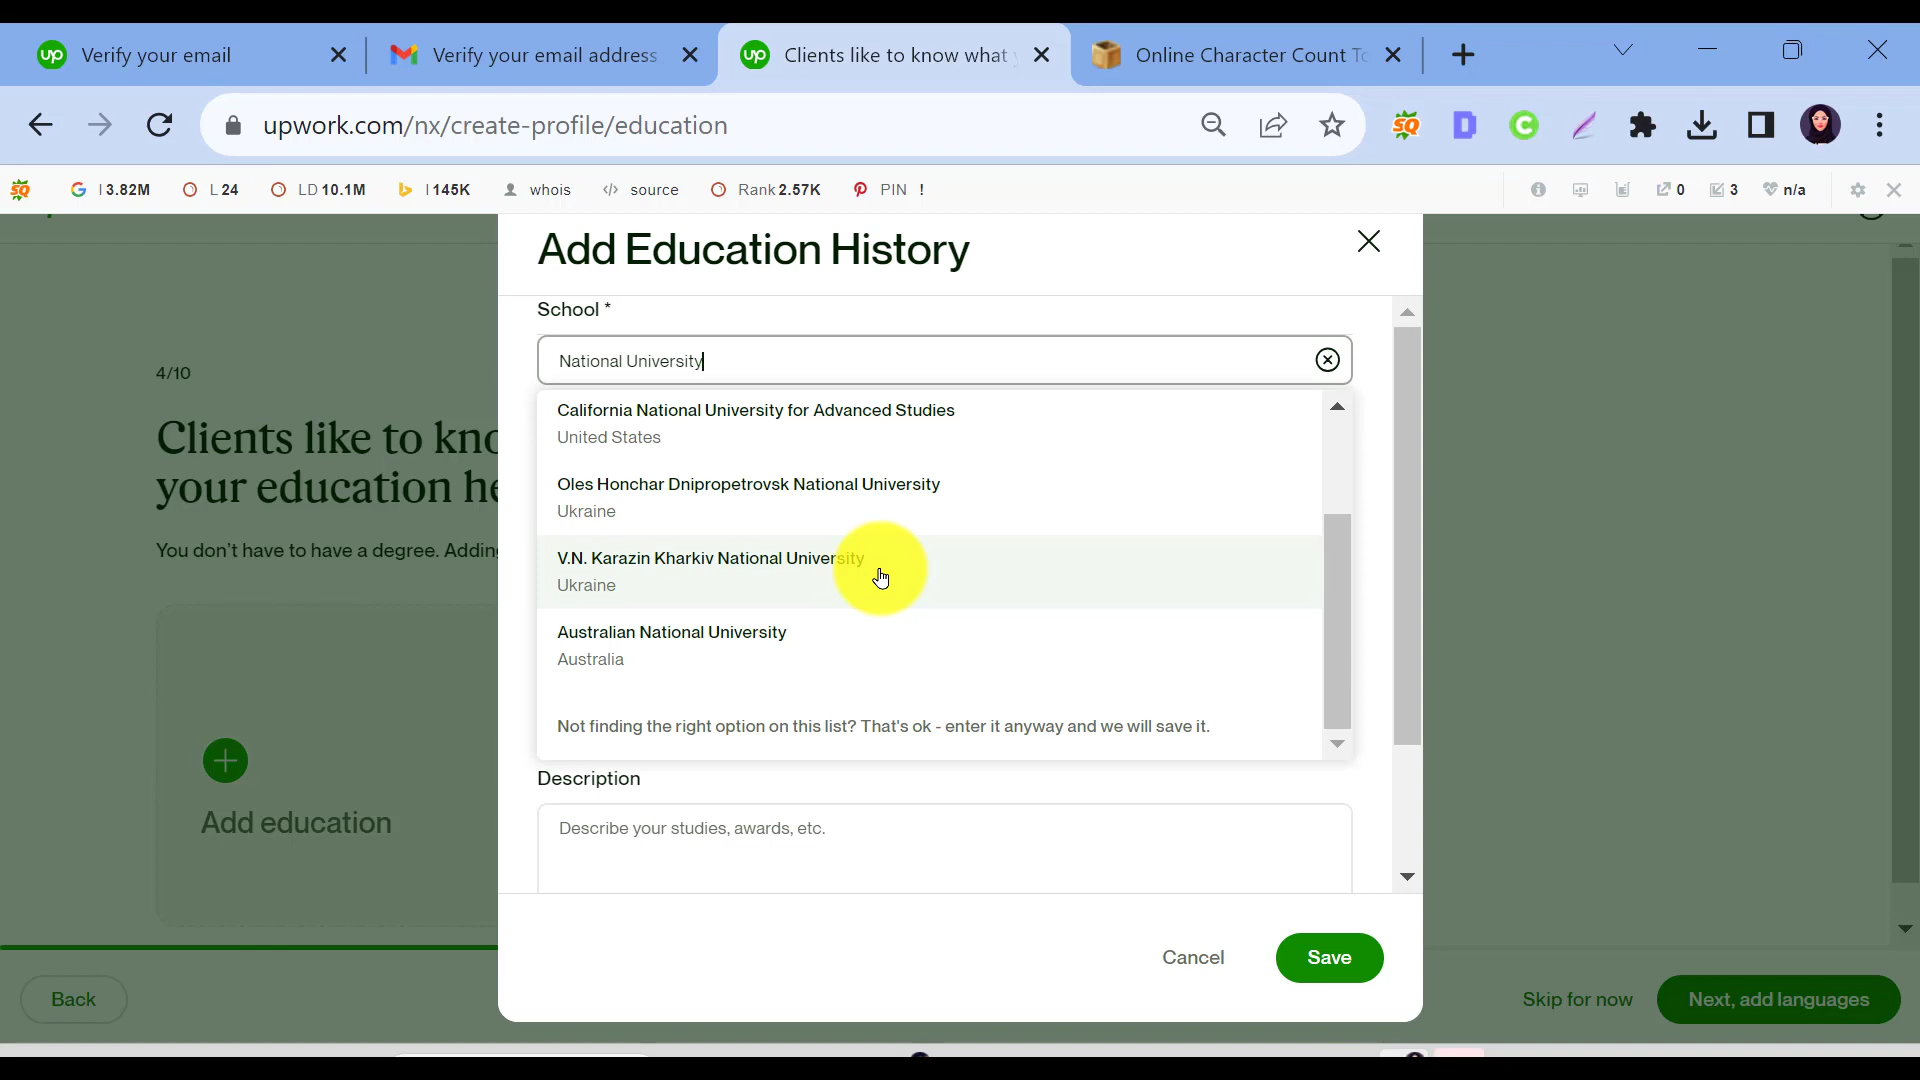 Verify your email
Verify your email address
Clients like to know what
Online Character Count To
upwork.com/nx/create-profile/education
I 3.82M
L 24
LD 10.1M
I 145K
whois
source
Rank 2.57K
PIN !
0
3
n/a
Add Education History
School *
National University
California National University for Advanced Studies
United States
Oles Honchar Dnipropetrovsk National University
Ukraine
V.N. Karazin Kharkiv National University
Ukraine
Australian National University
Australia
Not finding the right option on this list? That's ok - enter it anyway and we will save it.
Description
Describe your studies, awards, etc.
Cancel
Save
4/10
Clients like to kno
your education he
You don't have to have a degree. Adding
Add education
Back
Skip for now
Next, add languages